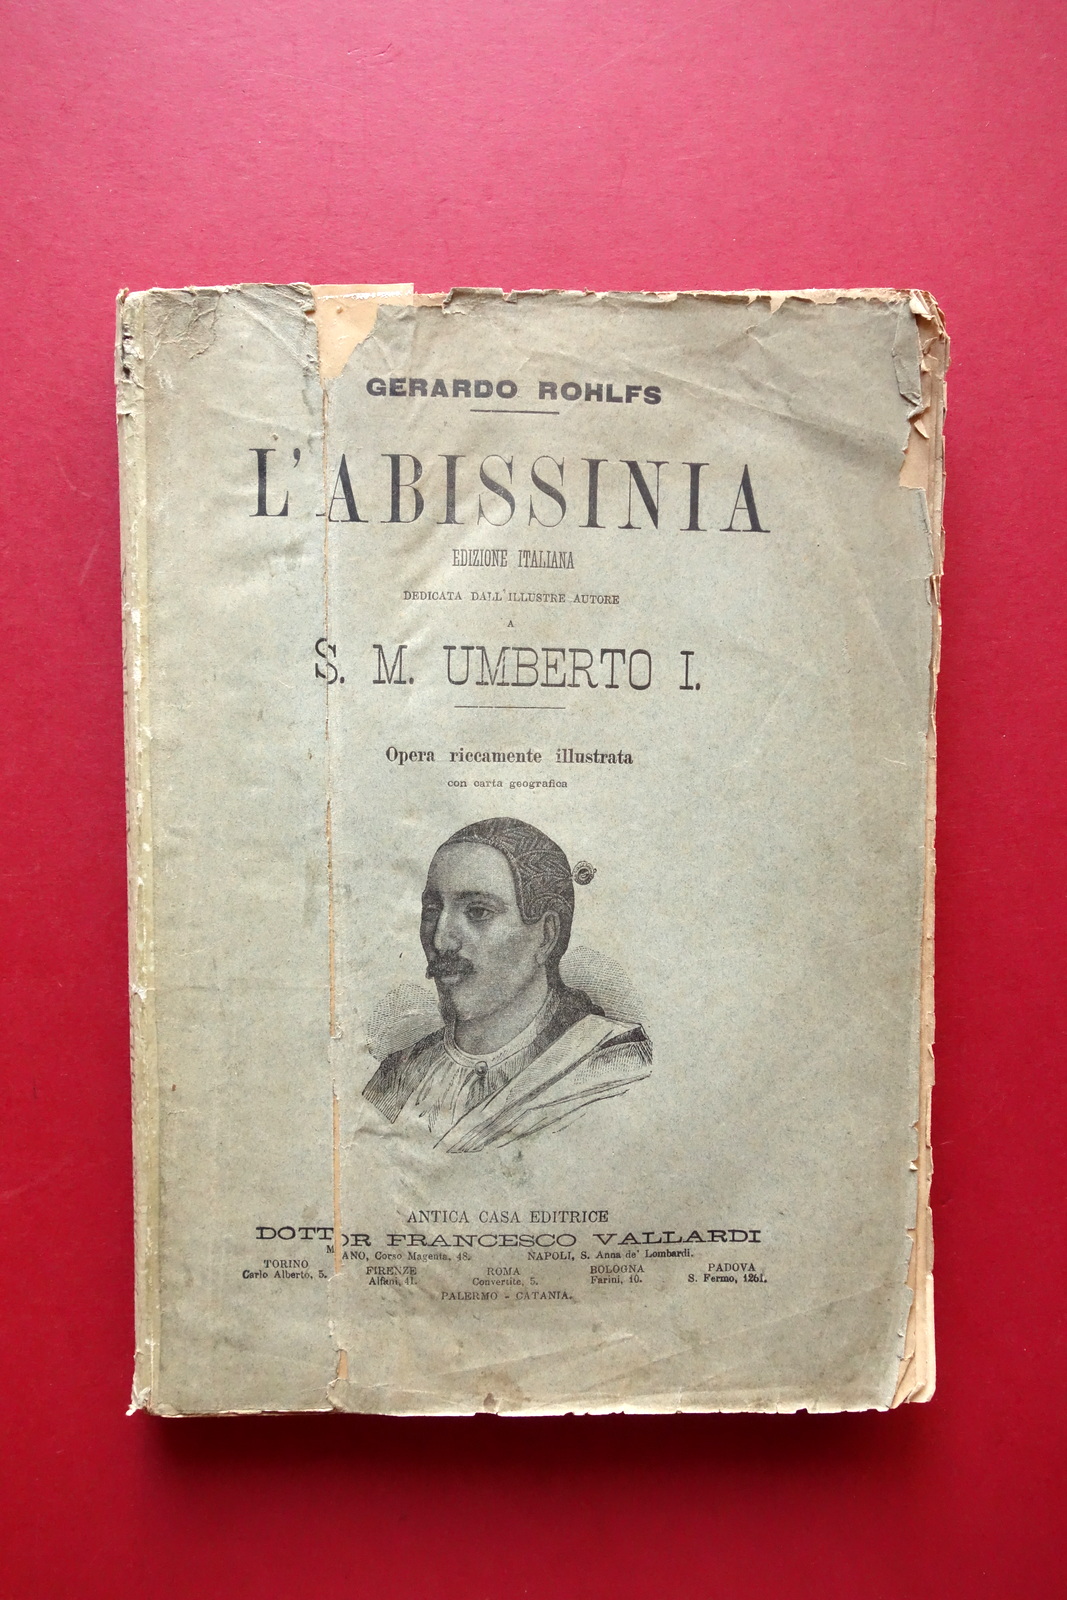 GERARDO ROHLFS
L'ABISSINIA
EDIZIONE ITALIANA
DEDICATA DALL'ILLUSTRE AUTORE
A
S. M. UMBERTO I.
Opera riccamente illustrata
con carta geografica
ANTICA CASA EDITRICE
DOTTOR FRANCESCO VALLARDI
MILANO, Corso Magenta, 48. NAPOLI, S. Anna de' Lombardi.
TORINO FIRENZE ROMA BOLOGNA PADOVA
Carlo Alberto, 5. Alfani, 41. Convertite, 5. Farini, 10. S. Fermo, 1251.
PALERMO - CATANIA.